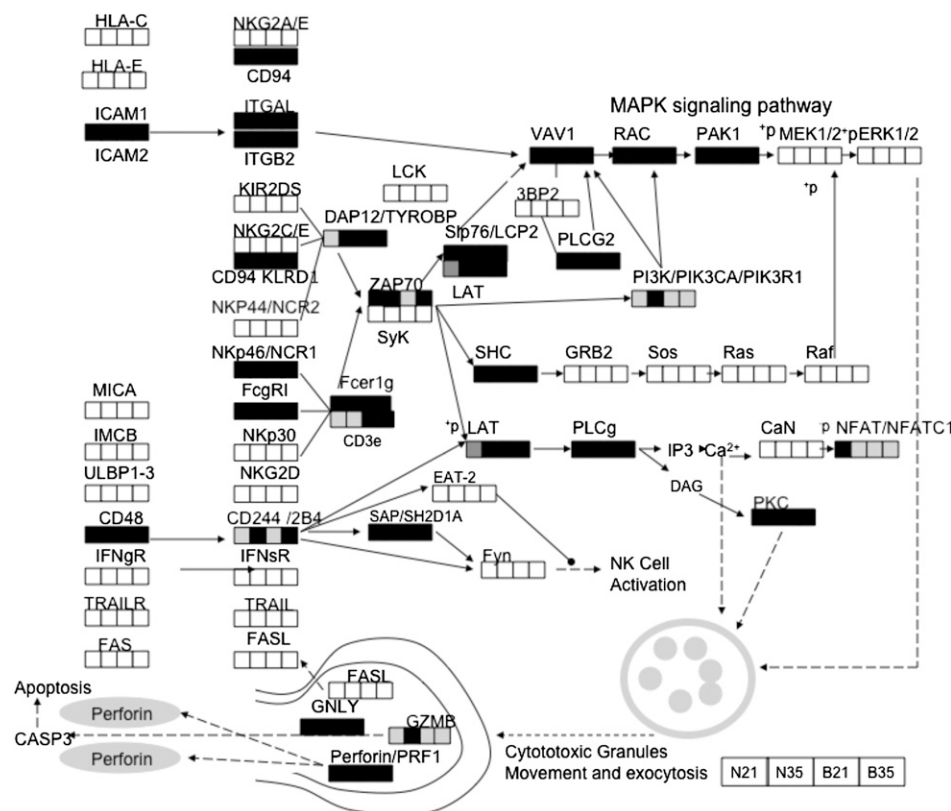 HLA-C
NKG2A/E
HLA-E
CD94
ICAM1
ITGAL
MAPK signaling pathway
ICAM2
ITGB2
VAV1
RAC
PAK1
+p
MEK1/2
+p
ERK1/2
LCK
+p
KIR2DS
3BP2
DAP12/TYROBP
NKG2C/E
Slp76/LCP2
PLCG2
CD94 KLRD1
ZAP70
PI3K/PIK3CA/PIK3R1
LAT
NKP44/NCR2
SyK
NKp46/NCR1
SHC
GRB2
Sos
Ras
Raf
MICA
FcgRI
Fcer1g
IMCB
NKp30
CD3e
+p
LAT
PLCg
IP3
Ca2+
CaN
-p
NFAT/NFATC1
ULBP1-3
NKG2D
EAT-2
DAG
PKC
CD48
CD244 /2B4
SAP/SH2D1A
IFNgR
IFNsR
Fyn
NK Cell
Activation
TRAILR
TRAIL
FAS
FASL
FASL
Apoptosis
Perforin
GNLY
GZMB
CASP3
Perforin
Perforin/PRF1
Cytototoxic Granules
Movement and exocytosis
N21
N35
B21
B35